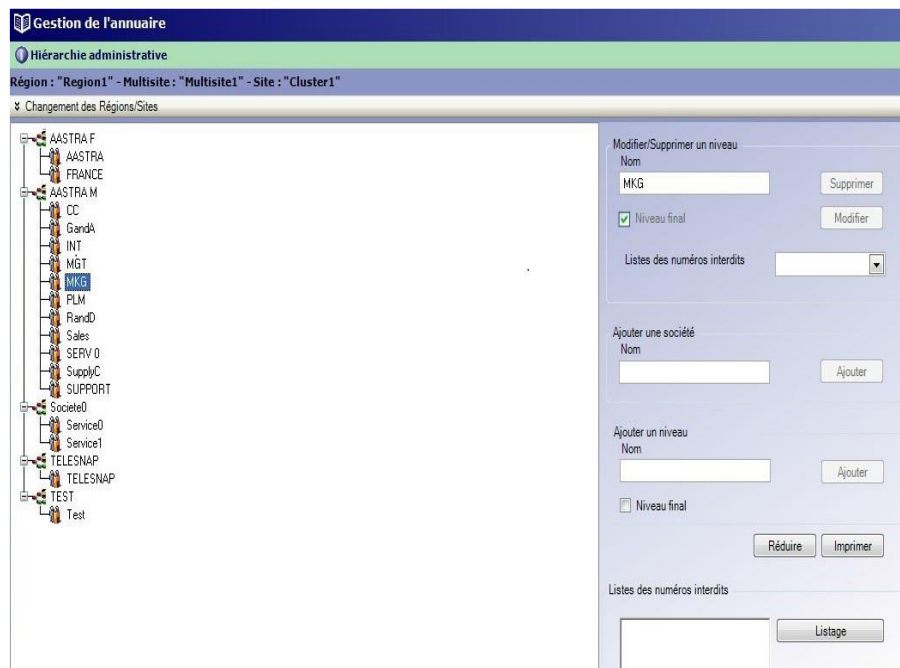 Gestion de l'annuaire
Hiérarchie administrative
Région : "Region1" - Multisite : "Multisite1" - Site : "Cluster1"
Changement des Régions/Sites
AASTRA F
AASTRA
FRANCE
AASTRA M
CC
GandA
INT
MGT
MKG
PLM
RandD
Sales
SERV 0
SupplyC
SUPPORT
Societe0
Service0
Service1
TELESNAP
TELESNAP
TEST
Test
Modifier/Supprimer un niveau
Nom
MKG
Supprimer
Niveau final
Modifier
Listes des numéros interdits
Ajouter une société
Nom
Ajouter
Ajouter un niveau
Nom
Ajouter
Niveau final
Réduire
Imprimer
Listes des numéros interdits
Listage